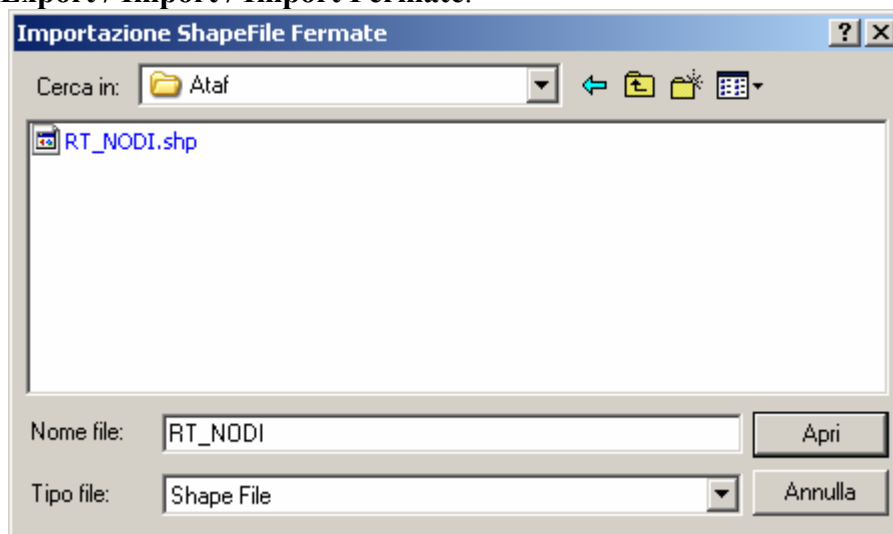 Export / Import / Import Fermate.
Importazione ShapeFile Fermate
Cerca in: Ataf
RT_NODI.shp
Nome file: RT_NODI Apri
Tipo file: Shape File Annulla